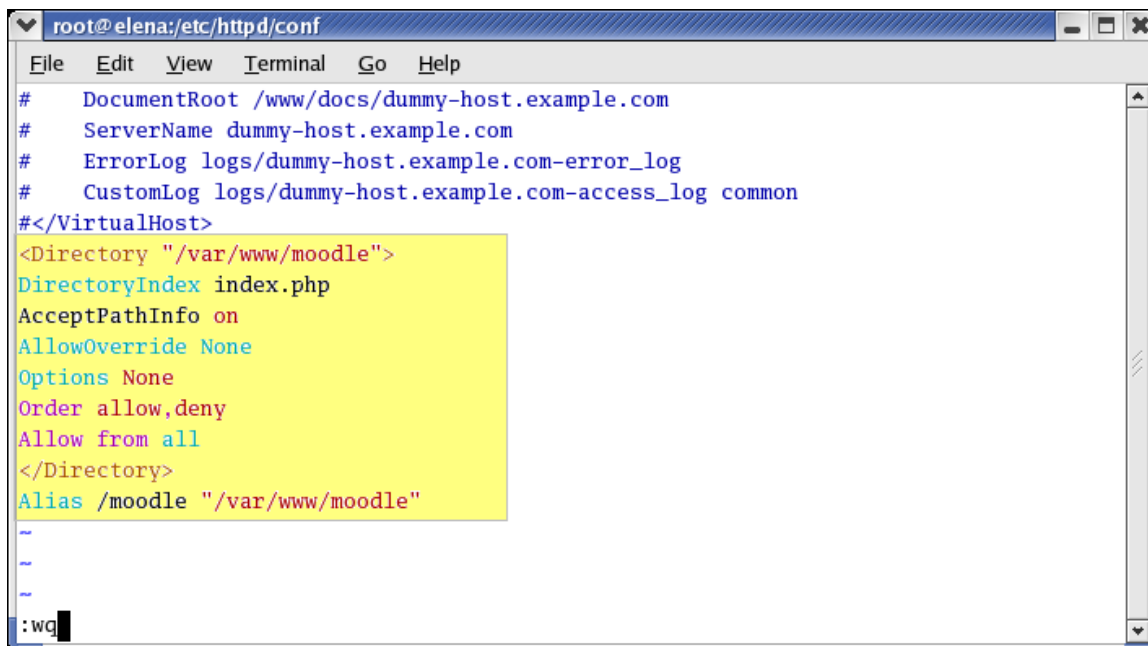 root@elena:/etc/httpd/conf
File Edit View Terminal Go Help
#     DocumentRoot /www/docs/dummy-host.example.com
#     ServerName dummy-host.example.com
#     ErrorLog logs/dummy-host.example.com-error_log
#     CustomLog logs/dummy-host.example.com-access_log common
#</VirtualHost>
<Directory "/var/www/moodle">
DirectoryIndex index.php
AcceptPathInfo on
AllowOverride None
Options None
Order allow,deny
Allow from all
</Directory>
Alias /moodle "/var/www/moodle"
~
~
~
:wq